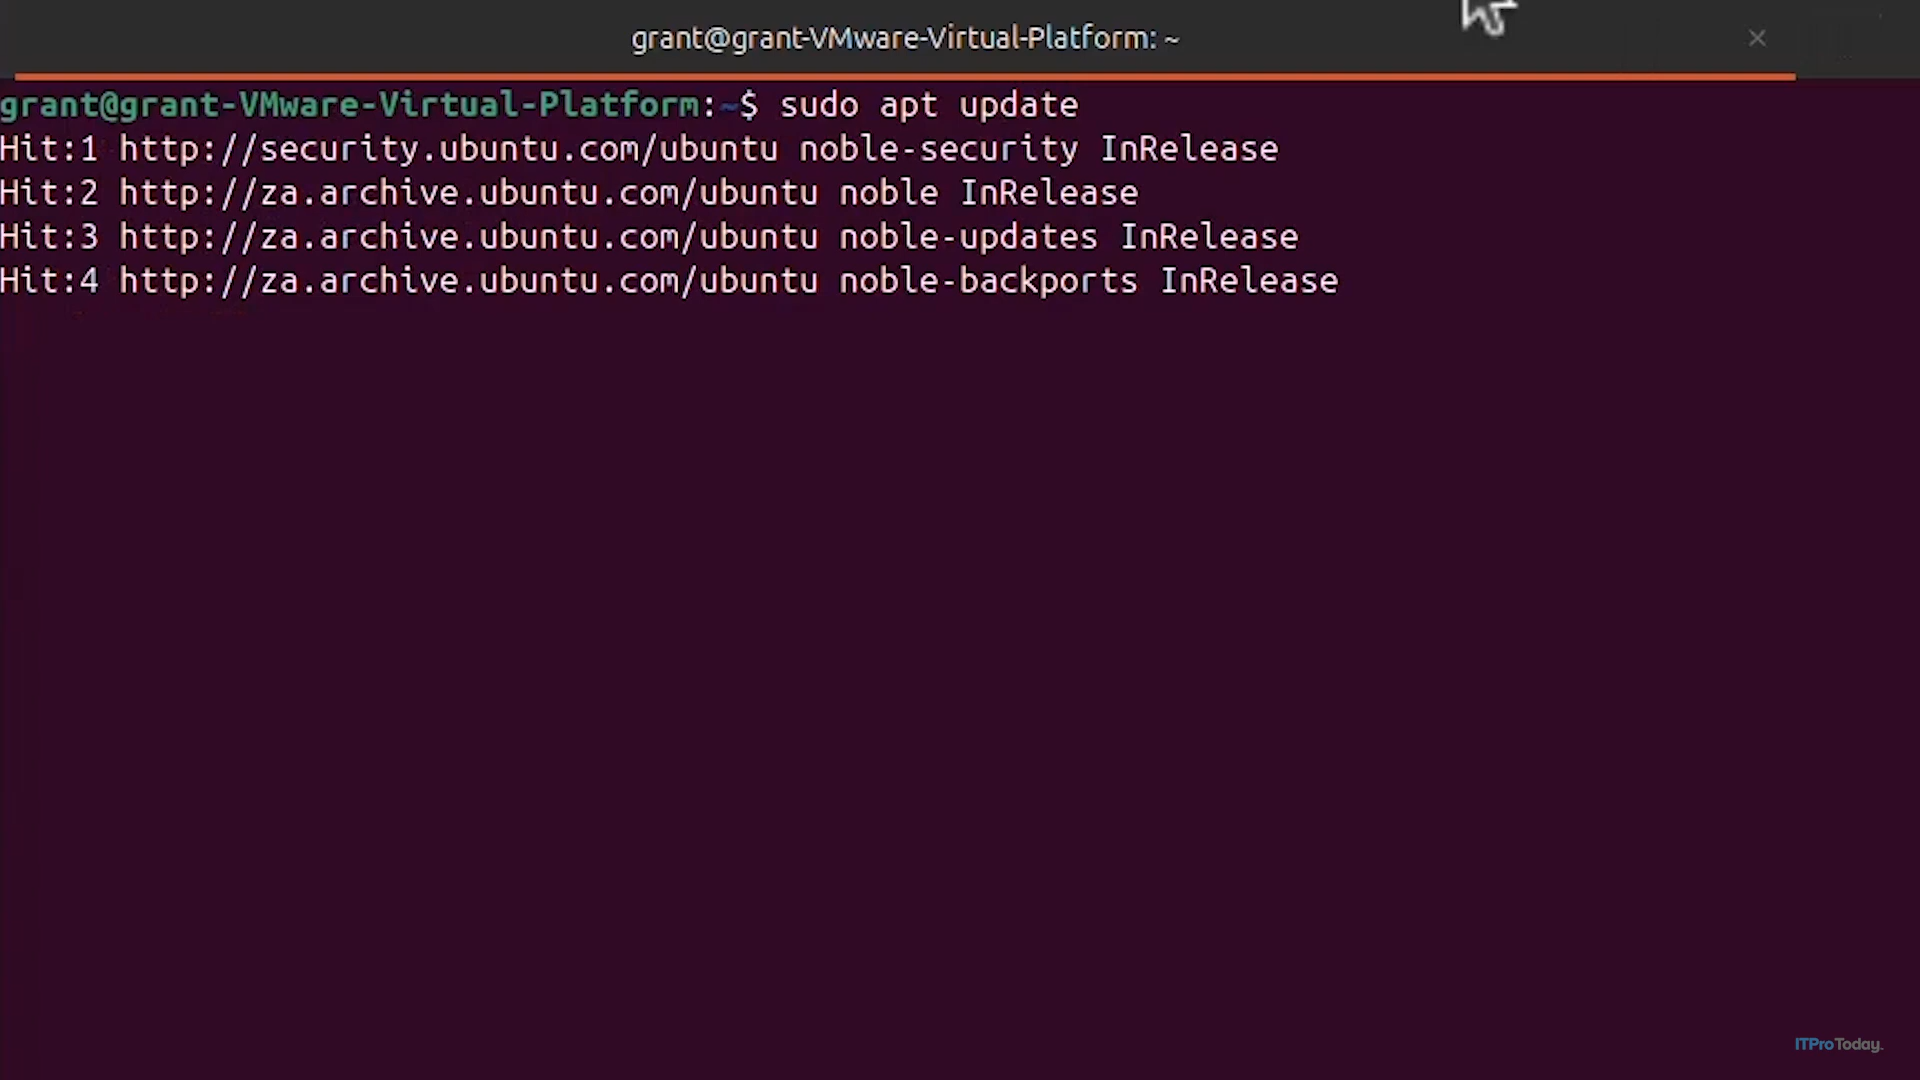 grant@grant-VMware-Virtual-Platform: ~
grant@grant-VMware-Virtual-Platform:~$ sudo apt update
Hit:1 http://security.ubuntu.com/ubuntu noble-security InRelease
Hit:2 http://za.archive.ubuntu.com/ubuntu noble InRelease
Hit:3 http://za.archive.ubuntu.com/ubuntu noble-updates InRelease
Hit:4 http://za.archive.ubuntu.com/ubuntu noble-backports InRelease
ITProToday.